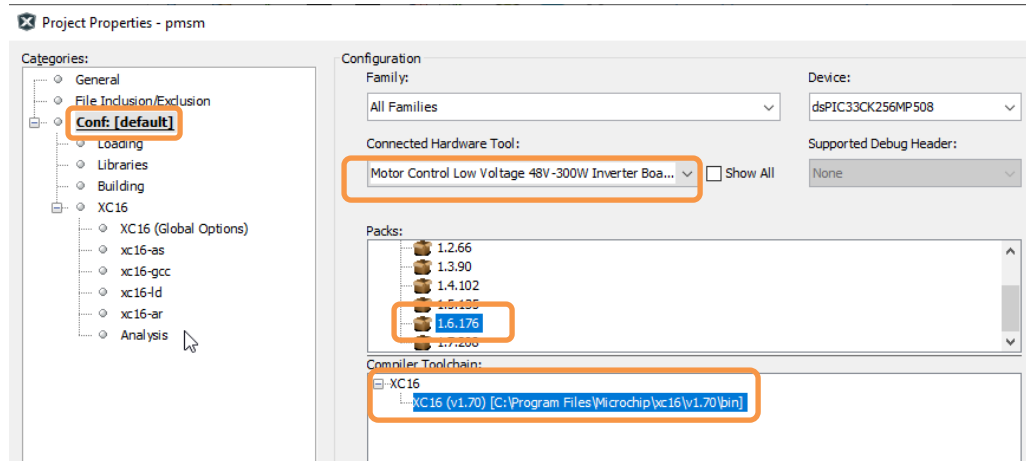 Project Properties - pmsm
Categories:
General
File Inclusion/Exclusion
Conf: [default]
Loading
Libraries
Building
XC16
XC16 (Global Options)
xc16-as
xc16-gcc
xc16-ld
xc16-ar
Analysis
Configuration
Family:
All Families
Device:
dsPIC33CK256MP508
Connected Hardware Tool:
Motor Control Low Voltage 48V-300W Inverter Boa...
Show All
Supported Debug Header:
None
Packs:
1.2.66
1.3.90
1.4.102
1.6.176
Compiler Toolchain:
XC16
XC16 (v1.70) [C:\Program Files\Microchip\xc16\v1.70\bin]